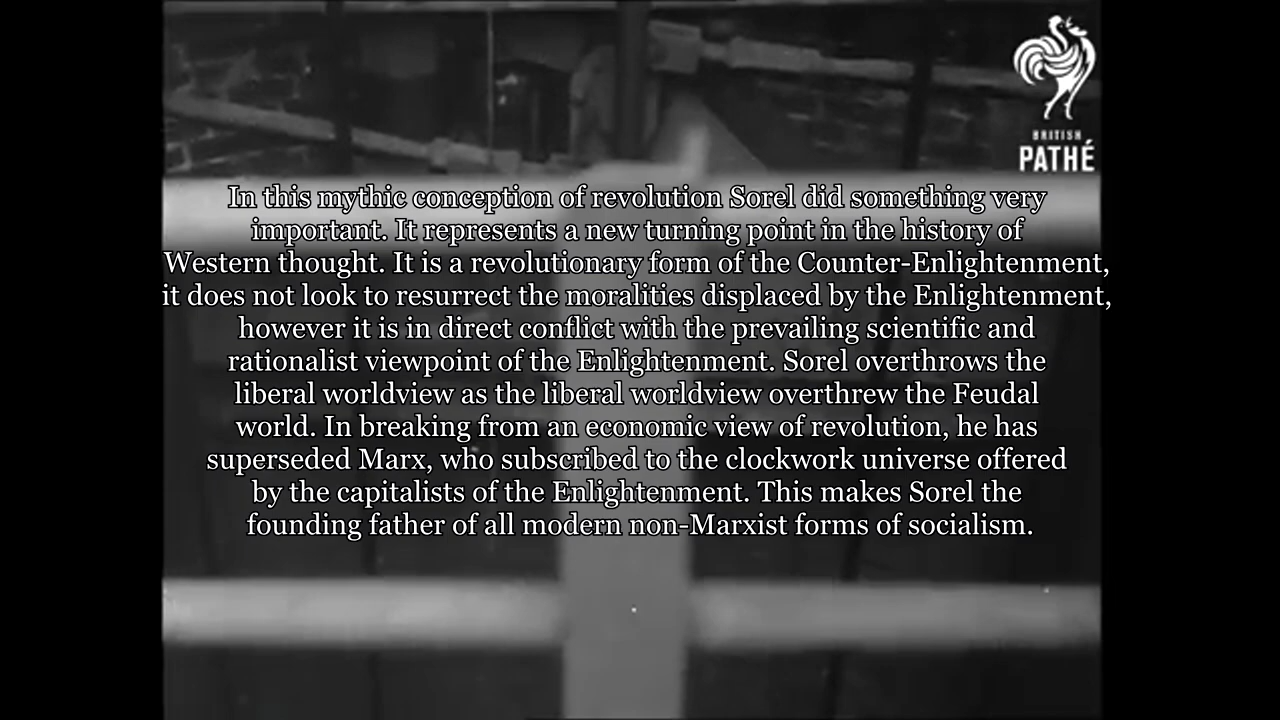 BRITISH
PATHÉ
In this mythic conception of revolution Sorel did something very
important. It represents a new turning point in the history of
Western thought. It is a revolutionary form of the Counter-Enlightenment,
it does not look to resurrect the moralities displaced by the Enlightenment,
however it is in direct conflict with the prevailing scientific and
rationalist viewpoint of the Enlightenment. Sorel overthrows the
liberal worldview as the liberal worldview overthrew the Feudal
world. In breaking from an economic view of revolution, he has
superseded Marx, who subscribed to the clockwork universe offered
by the capitalists of the Enlightenment. This makes Sorel the
founding father of all modern non-Marxist forms of socialism.